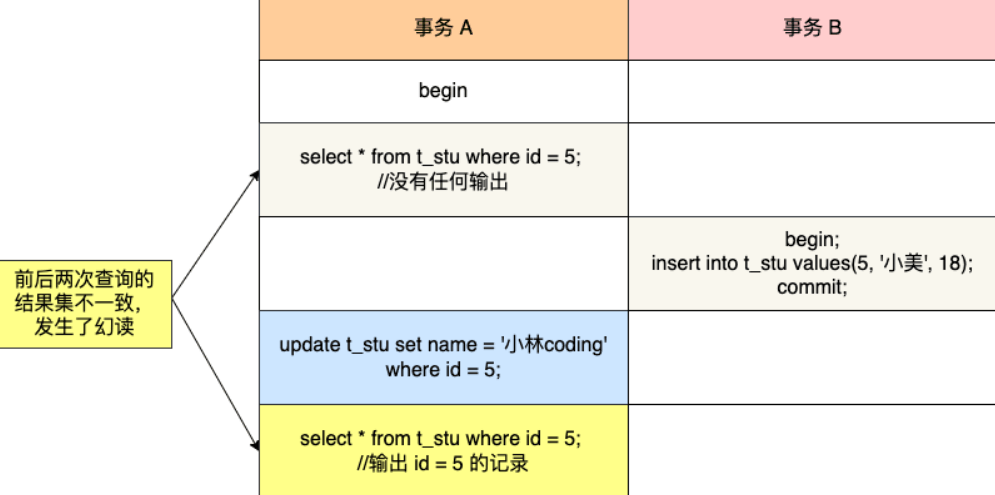 事务 A
事务 B
begin
select * from t_stu where id = 5;
//没有任何输出
begin;
insert into t_stu values(5, '小美', 18);
commit;
前后两次查询的
结果集不一致，
发生了幻读
update t_stu set name = '小林coding'
where id = 5;
select * from t_stu where id = 5;
//输出 id = 5 的记录